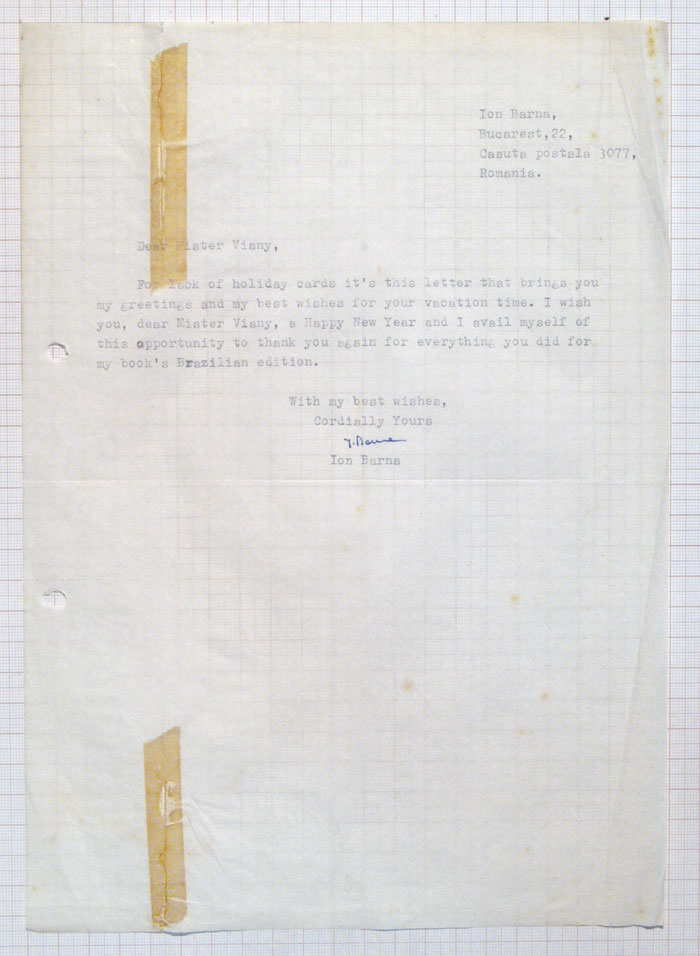 Ion Barna,
Bucarest,22,
Casuta postala 3077,
Romania.
Dear Mister Viany,
For lack of holiday cards it's this letter that brings you
my greetings and my best wishes for your vacation time. I wish
you, dear Mister Viany, a Happy New Year and I avail myself of
this opportunity to thank you again for everything you did for
my book's Brazilian edition.
With my best wishes,
Cordially Yours
I. Barna
Ion Barna